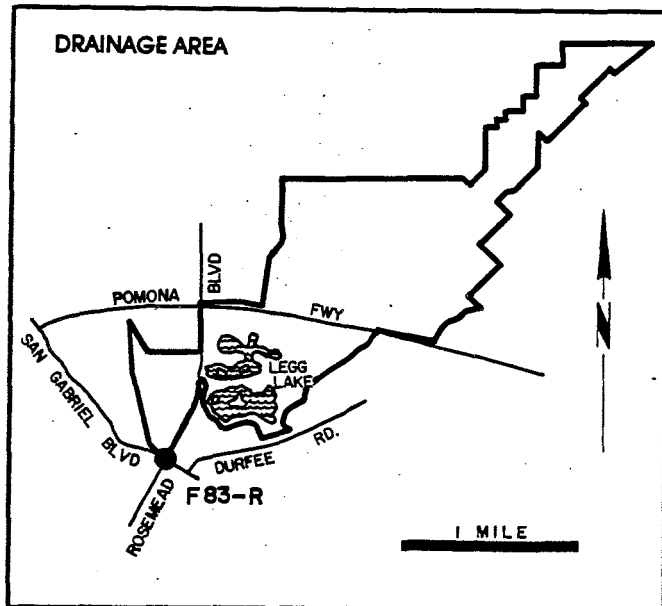 DRAINAGE AREA
BLVD
POMONA
FWY
N
SAN GABRIEL BLVD
LEGG
LAKE
DURFEE RD.
F83-R
ROSEMEAD
1 MILE